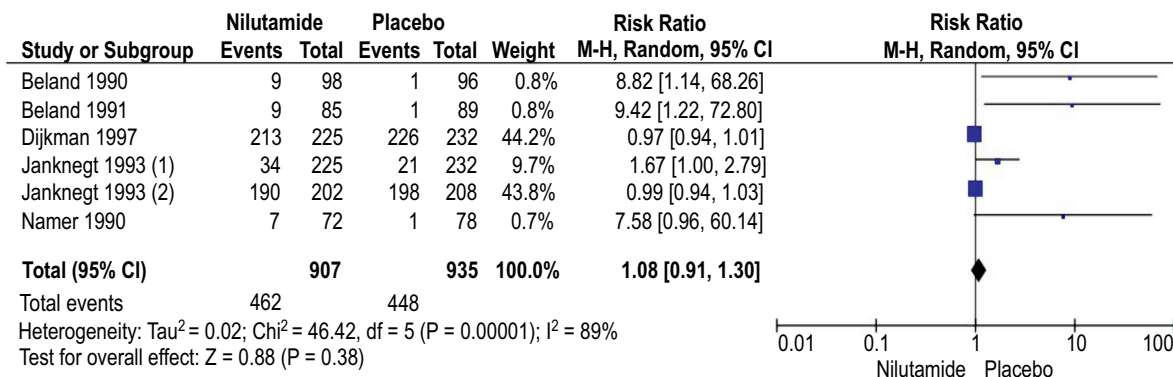 Nilutamide Placebo Risk Ratio Risk Ratio
Study or Subgroup Events Total Events Total Weight M-H, Random, 95% CI M-H, Random, 95% CI
Beland 1990 9 98 1 96 0.8% 8.82 [1.14, 68.26]
Beland 1991 9 85 1 89 0.8% 9.42 [1.22, 72.80]
Dijkman 1997 213 225 226 232 44.2% 0.97 [0.94, 1.01]
Janknegt 1993 (1) 34 225 21 232 9.7% 1.67 [1.00, 2.79]
Janknegt 1993 (2) 190 202 198 208 43.8% 0.99 [0.94, 1.03]
Namer 1990 7 72 1 78 0.7% 7.58 [0.96, 60.14]
Total (95% CI) 907 935 100.0% 1.08 [0.91, 1.30]
Total events 462 448
Heterogeneity: Tau² = 0.02; Chi² = 46.42, df = 5 (P = 0.00001); I² = 89%
Test for overall effect: Z = 0.88 (P = 0.38)
0.01 0.1 1 10 100
Nilutamide Placebo